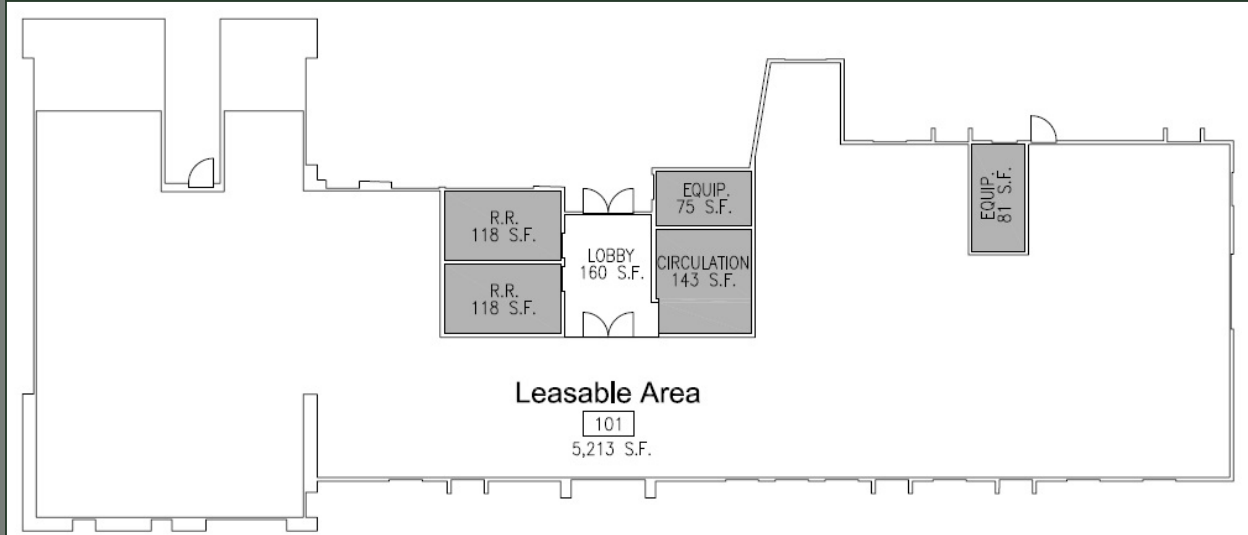 R.R.
118 S.F.
R.R.
118 S.F.
LOBBY
160 S.F.
EQUIP.
75 S.F.
CIRCULATION
143 S.F.
EQUIP.
81 S.F.
Leasable Area
101
5,213 S.F.